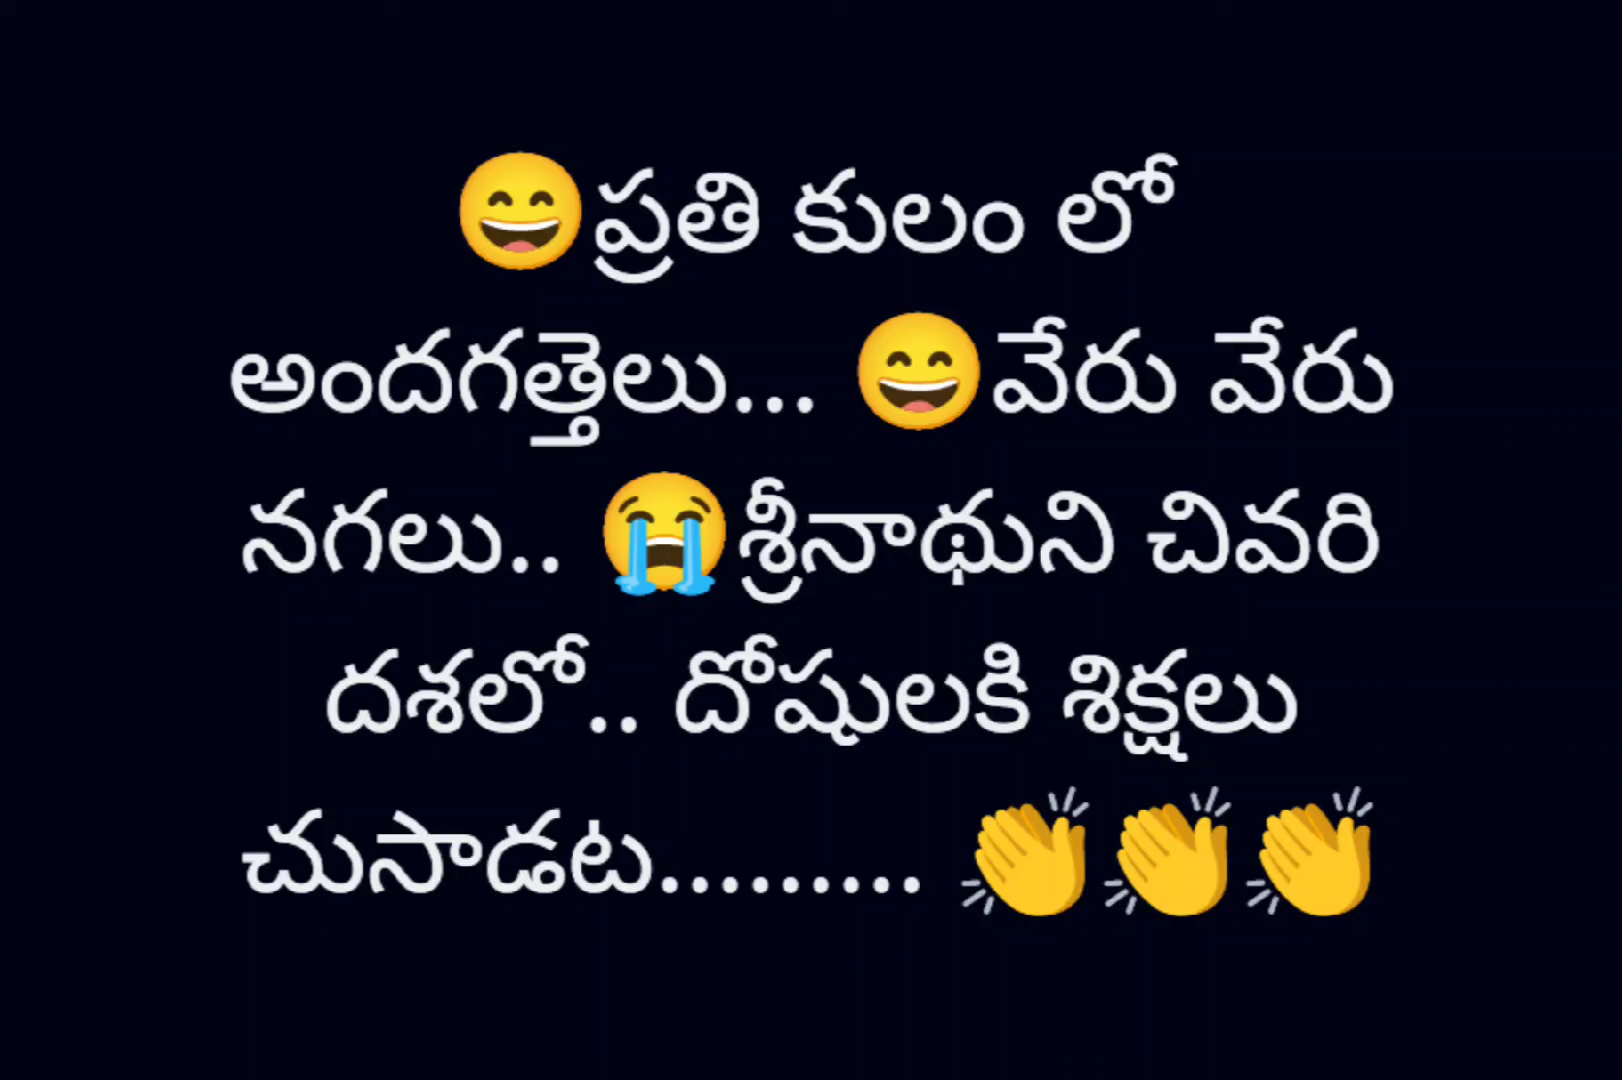 😄ప్రతి కులం లో
అందగత్తెలు... 😄వేరు వేరు
నగలు.. 😭శ్రీనాథుని చివరి
దశలో.. దోషులకి శిక్షలు
చుసాడట......... 👏👏👏